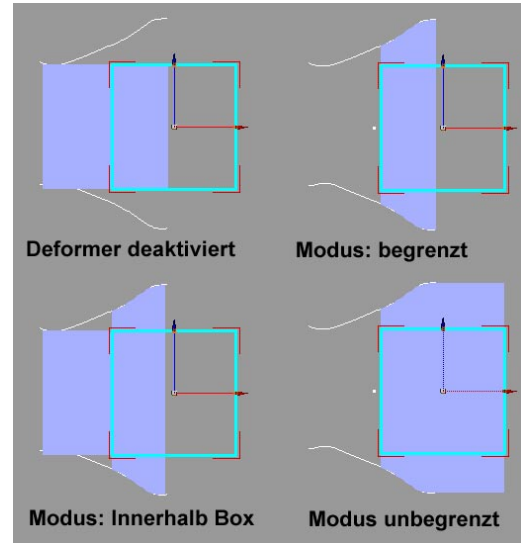 Deformer deaktiviert
Modus: begrenzt
Modus: Innerhalb Box
Modus unbegrenzt